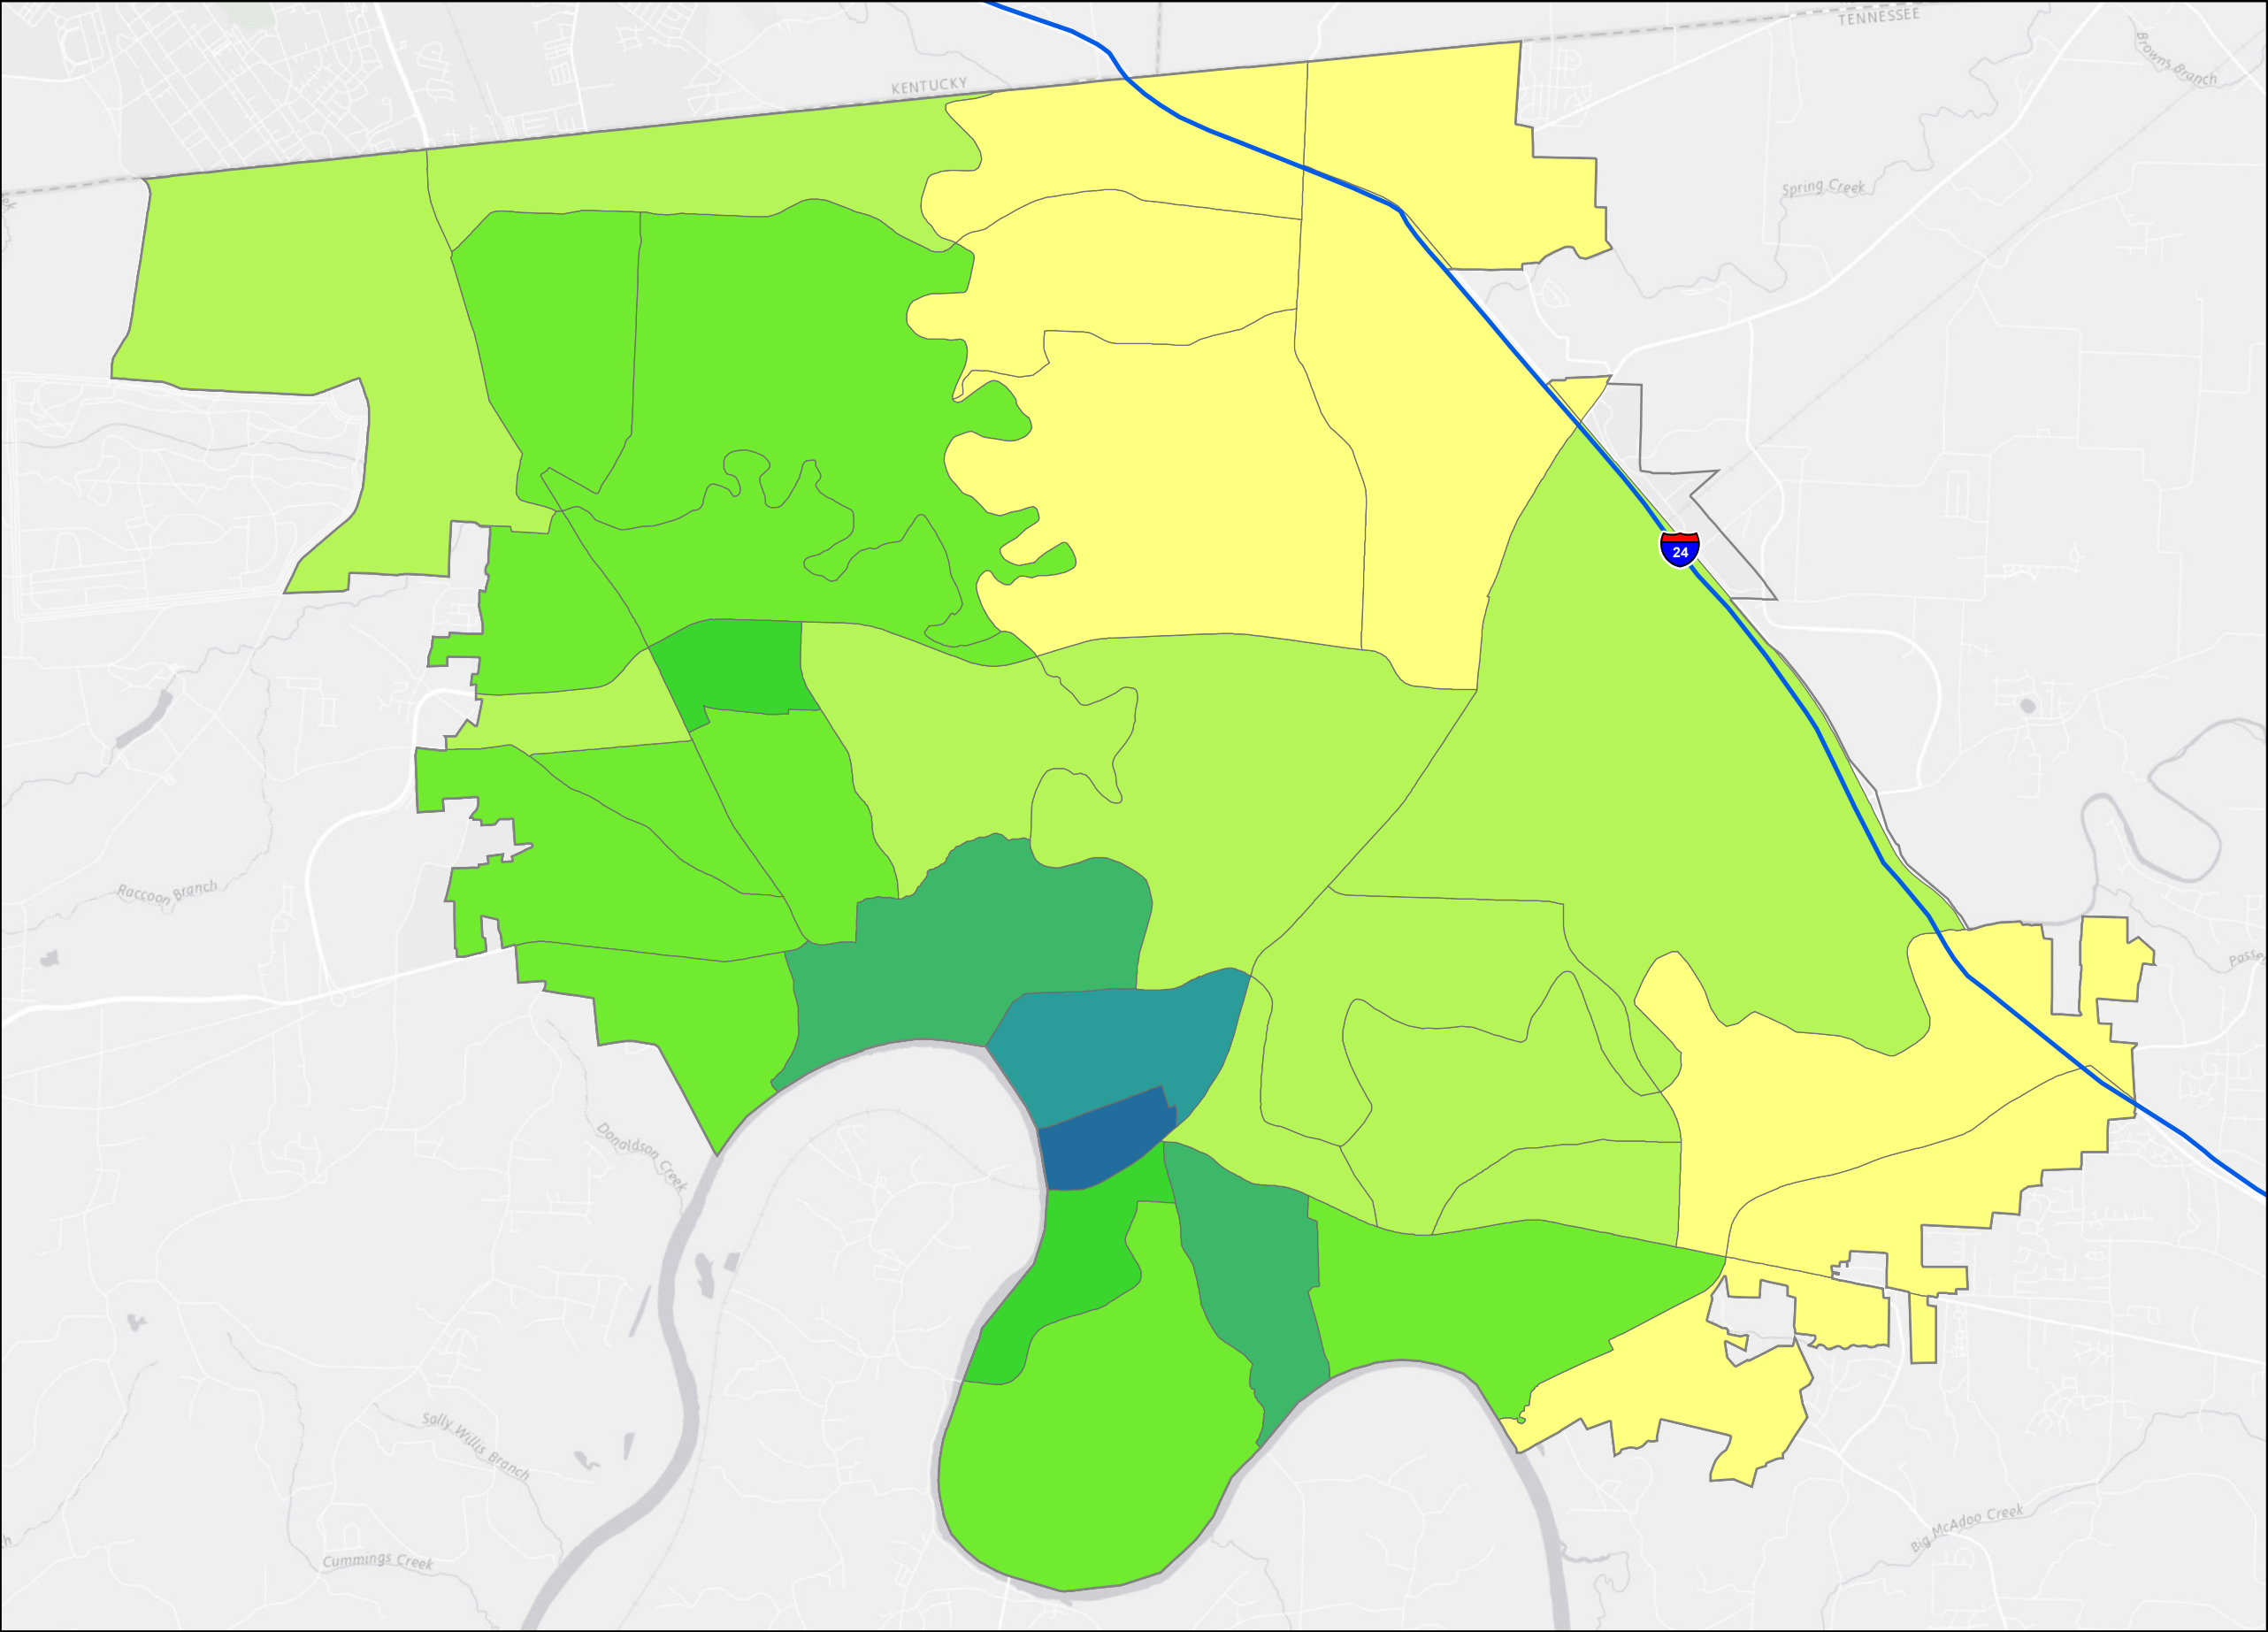 TENNESSEE
Browns Branch
KENTUCKY
Spring Creek
24
Raccoon Branch
Donaldson Creek
Sally Willis Branch
Big McAdoo Creek
Cummings Creek